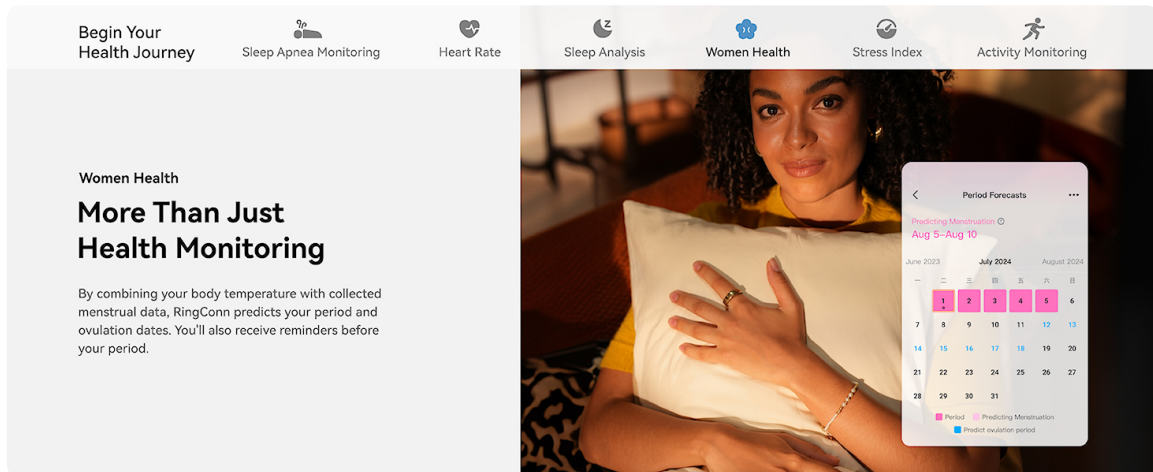 Begin Your
Health Journey
Sleep Apnea Monitoring
Heart Rate
Sleep Analysis
Women Health
Stress Index
Activity Monitoring
Women Health
More Than Just
Health Monitoring
By combining your body temperature with collected
menstrual data, RingConn predicts your period and
ovulation dates. You'll also receive reminders before
your period.
Period Forecasts
Predicting Menstruation
Aug 5–Aug 10
June 2023 July 2024 August 2024
一 二 三 四 五 六 日
1 2 3 4 5 6
7 8 9 10 11 12 13
14 15 16 17 18 19 20
21 22 23 24 25 26 27
28 29 30 31
Period Predicting Menstruation
Predict ovulation period